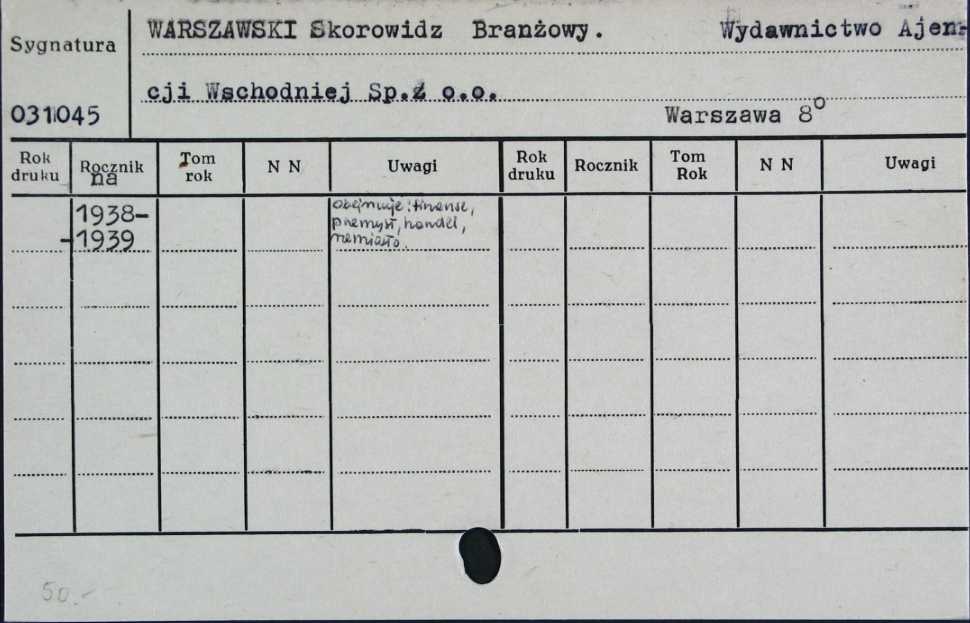 Sygnatura
WARSZAWSKI Skorowidz Branżowy. Wydawnictwo Ajen-
cji Wschodniej Sp.Z o.o.
031045
Warszawa 8°
Rok druku Rocznik na Tom rok N N Uwagi Rok druku Rocznik Tom Rok N N Uwagi
1938-
-1939
obejmuje: finanse,
przemysł, handel,
rzemiosło.
50.-